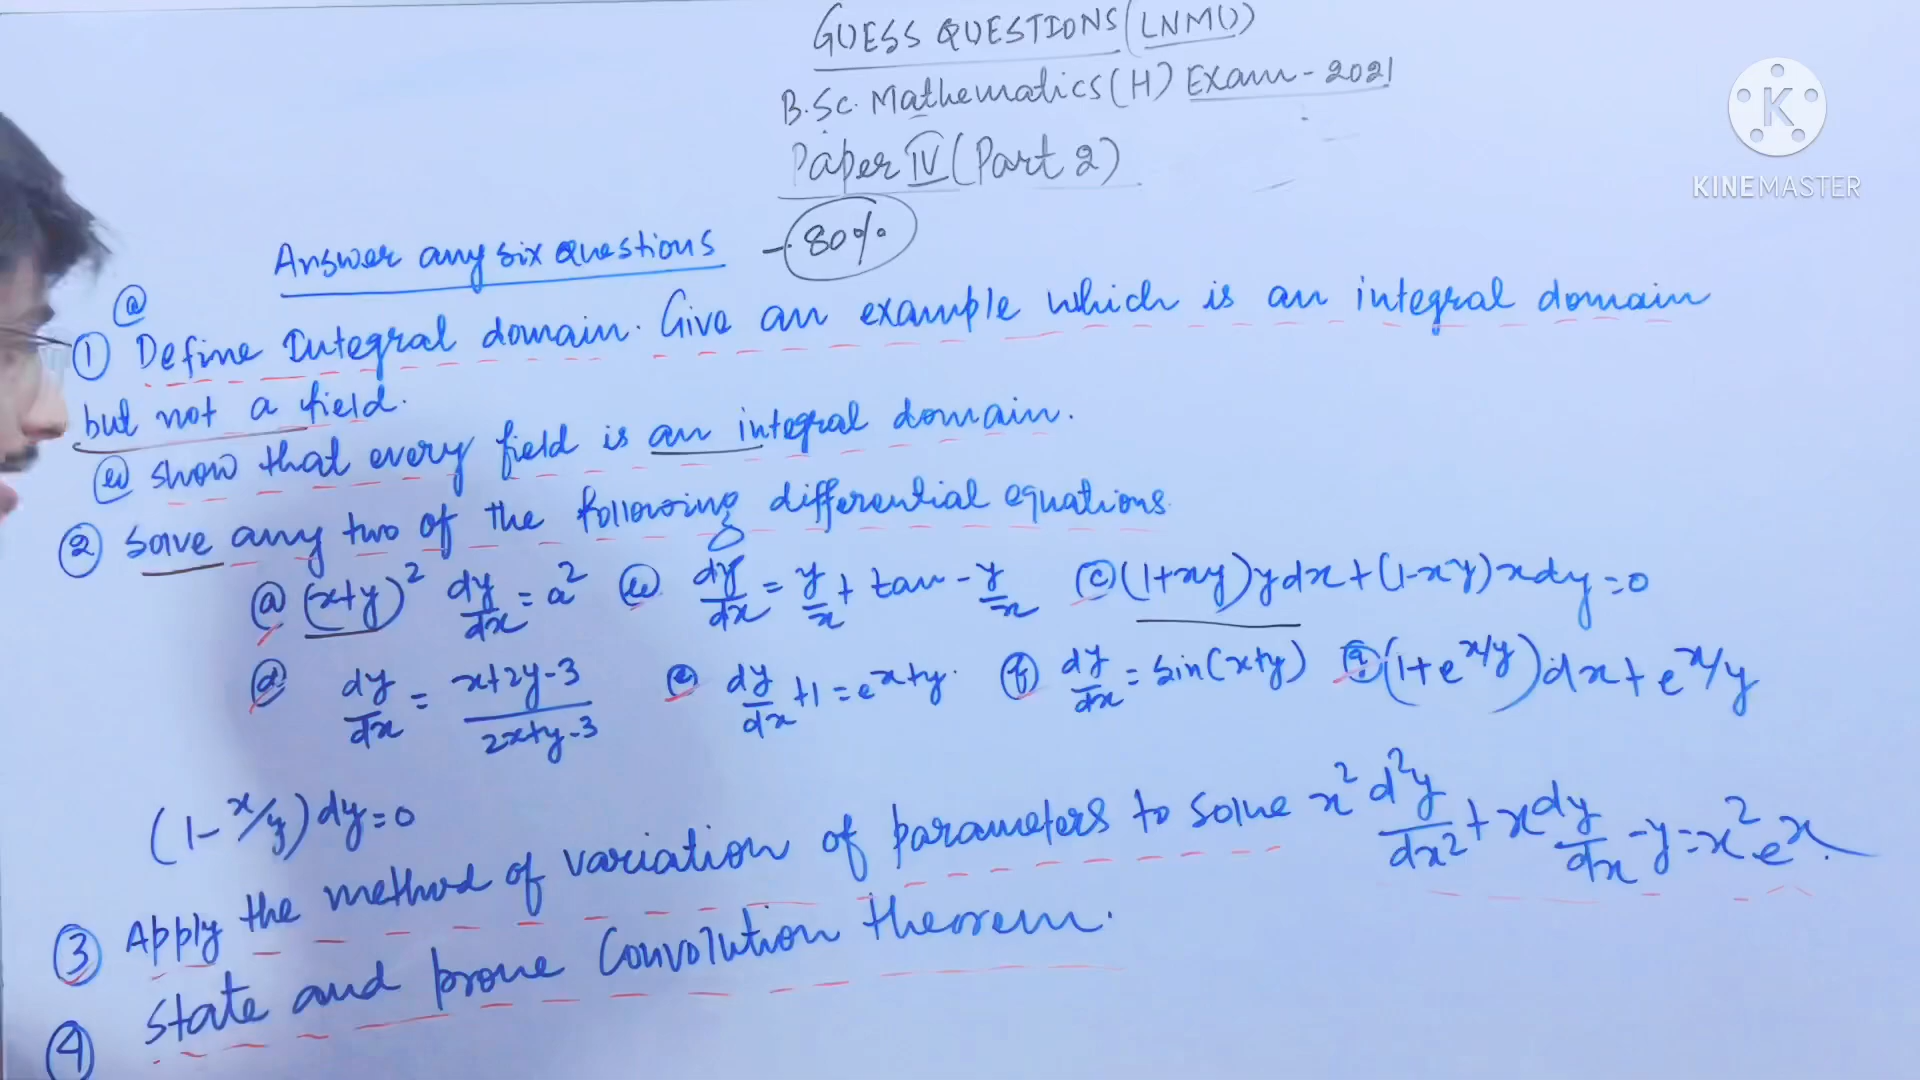 GUESS QUESTIONS (LNMU)
B.Sc. Mathematics (H) Exam - 2021
Paper IV (Part 2)
KINEMASTER
Answer any six questions - 80%
(a)
① Define Integral domain. Give an example which is an integral domain
but not a field.
(b) show that every field is an integral domain.
② Solve any two of the following differential equations.
(a) (x+y)² dy/dx = a² (b) dy/dx = y/x + tan - y/x (c) (1+xy)ydx + (1-xy)xdy = 0
(d) dy/dx = (x+2y-3)/(2x+y-3) (e) dy/dx + 1 = e^(x+y). (f) dy/dx = sin(x+y) (g) (1+e^(x/y))dx + e^(x/y)
(1-x/y)dy = 0
③ Apply the method of variation of parameters to solve x² d²y/dx² + x dy/dx - y = x² e^x.
④ State and prove Convolution theorem.